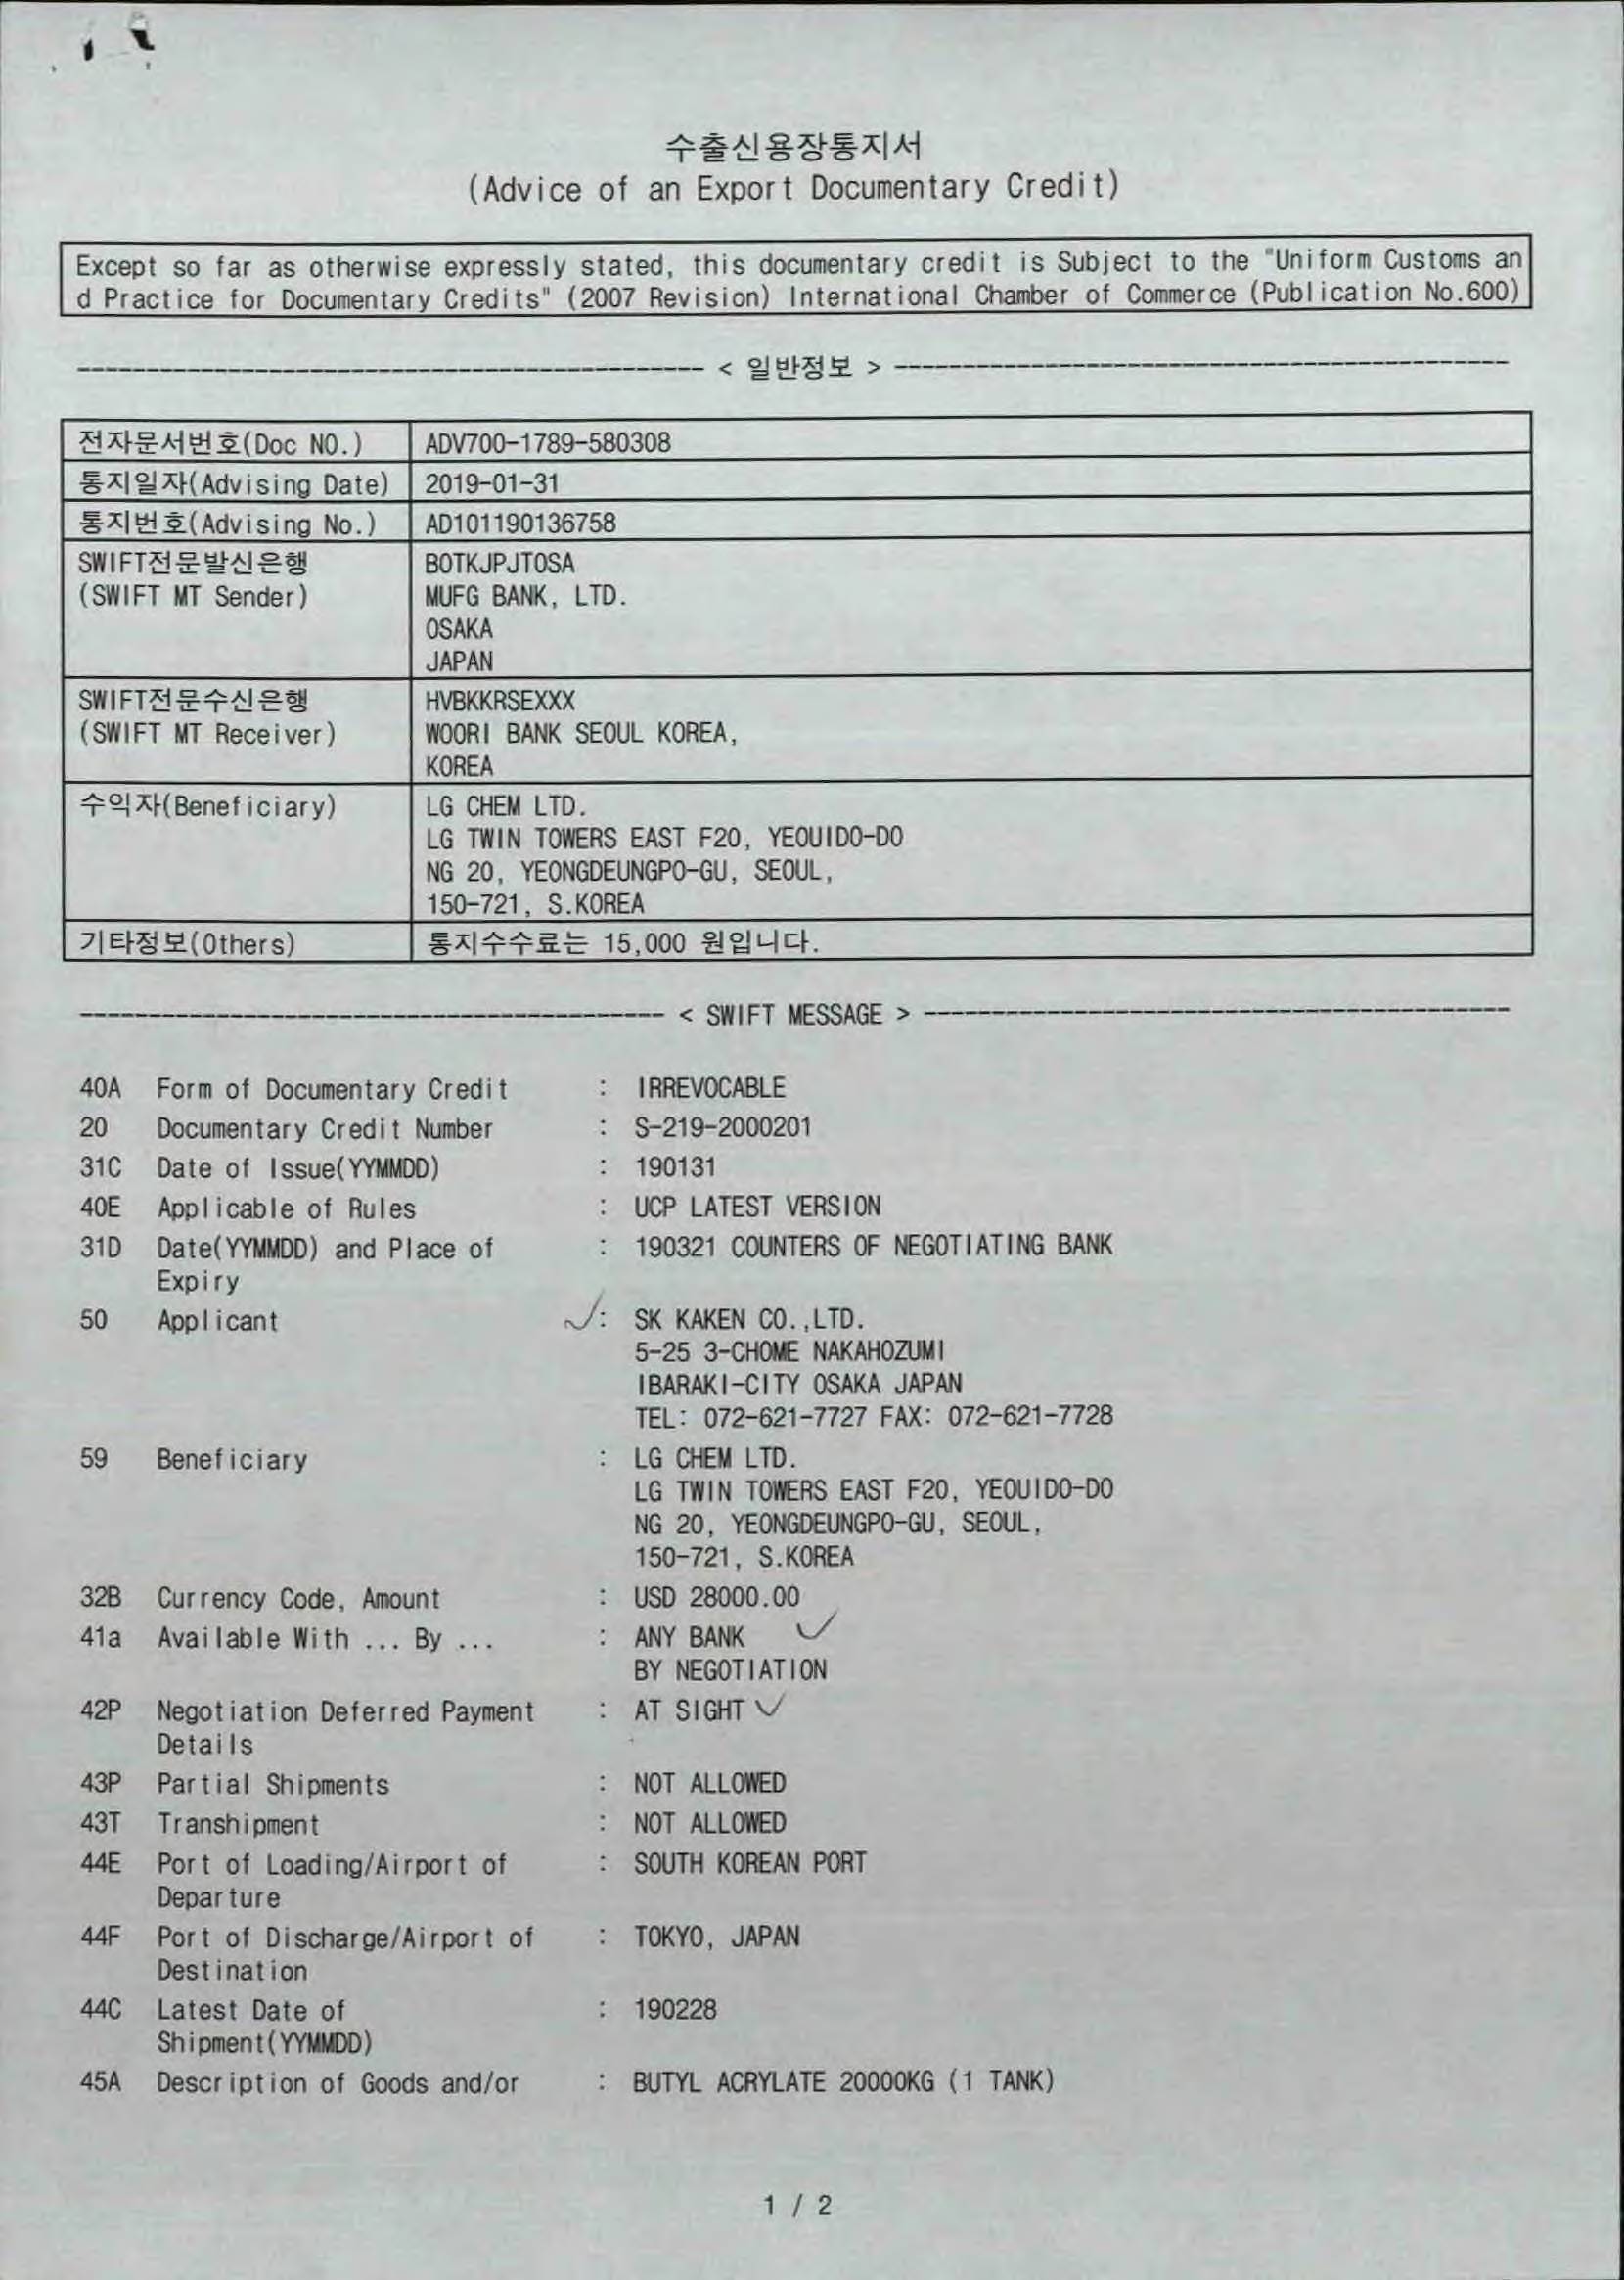 수출신용장통지서
(Advice of an Export Documentary Credit)
Except so far as otherwise expressly stated, this documentary credit is Subject to the "Uniform Customs an
d Practice for Documentary Credits" (2007 Revision) International Chamber of Commerce (Publication No.600)
< 일반정보 >
전자문서번호(Doc NO.) ADV700-1789-580308
통지일자(Advising Date) 2019-01-31
통지번호(Advising No.) AD101190136758
SWIFT전문발신은행 BOTKJPJTOSA
(SWIFT MT Sender) MUFG BANK, LTD.
OSAKA
JAPAN
SWIFT전문수신은행 HVBKKRSEXXX
(SWIFT MT Receiver) WOORI BANK SEOUL KOREA,
KOREA
수익자(Beneficiary) LG CHEM LTD.
LG TWIN TOWERS EAST F20, YEOUIDO-DO
NG 20, YEONGDEUNGPO-GU, SEOUL,
150-721, S.KOREA
기타정보(Others) 통지수수료는 15,000 원입니다.
< SWIFT MESSAGE >
40A Form of Documentary Credit : IRREVOCABLE
20 Documentary Credit Number : S-219-2000201
31C Date of Issue(YYMMDD) : 190131
40E Applicable of Rules : UCP LATEST VERSION
31D Date(YYMMDD) and Place of : 190321 COUNTERS OF NEGOTIATING BANK
Expiry
50 Applicant : SK KAKEN CO.,LTD.
5-25 3-CHOME NAKAHOZUMI
IBARAKI-CITY OSAKA JAPAN
TEL: 072-621-7727 FAX: 072-621-7728
59 Beneficiary : LG CHEM LTD.
LG TWIN TOWERS EAST F20, YEOUIDO-DO
NG 20, YEONGDEUNGPO-GU, SEOUL,
150-721, S.KOREA
32B Currency Code, Amount : USD 28000.00
41a Available With ... By ... : ANY BANK
BY NEGOTIATION
42P Negotiation Deferred Payment : AT SIGHT
Details
43P Partial Shipments : NOT ALLOWED
43T Transhipment : NOT ALLOWED
44E Port of Loading/Airport of : SOUTH KOREAN PORT
Departure
44F Port of Discharge/Airport of : TOKYO, JAPAN
Destination
44C Latest Date of : 190228
Shipment(YYMMDD)
45A Description of Goods and/or : BUTYL ACRYLATE 20000KG (1 TANK)
1 / 2